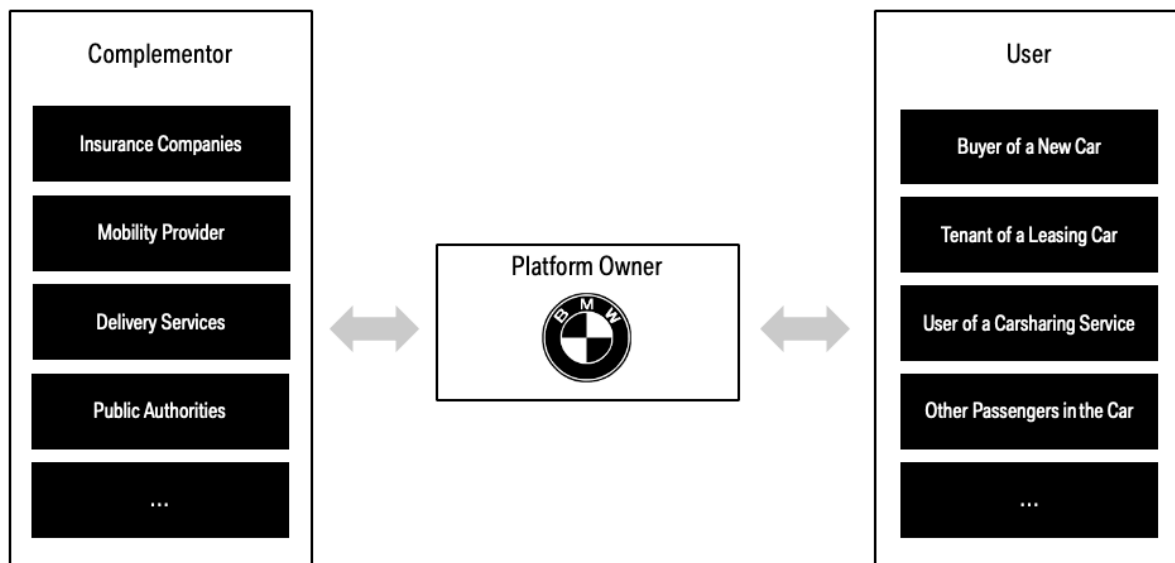 Complementor
Insurance Companies
Mobility Provider
Delivery Services
Public Authorities
...
Platform Owner
BMW
User
Buyer of a New Car
Tenant of a Leasing Car
User of a Carsharing Service
Other Passengers in the Car
...